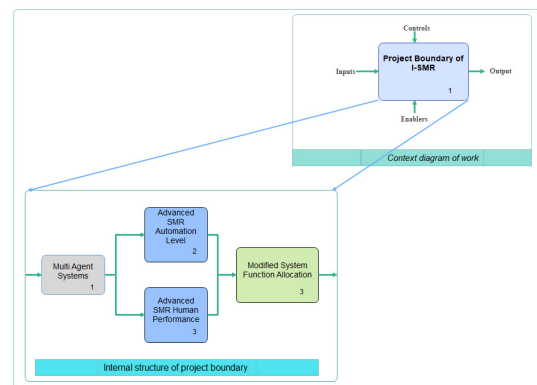 Controls
Project Boundary of
I-SMR
Inputs
Output
1
Enablers
Context diagram of work
Advanced
SMR
Automation
Level
2
Multi Agent
Systems
1
Modified System
Function Allocation
3
Advanced
SMR Human
Performance
3
Internal structure of project boundary